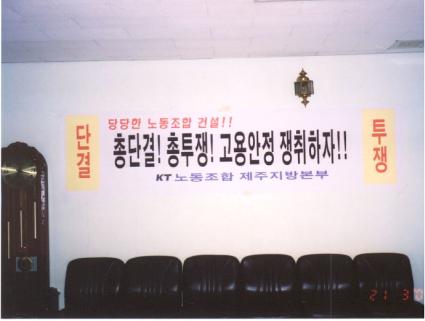 단결
당당한 노동조합 건설!!
총단결! 총투쟁! 고용안정 쟁취하자!!
KT 노동조합 제주지방본부
투쟁